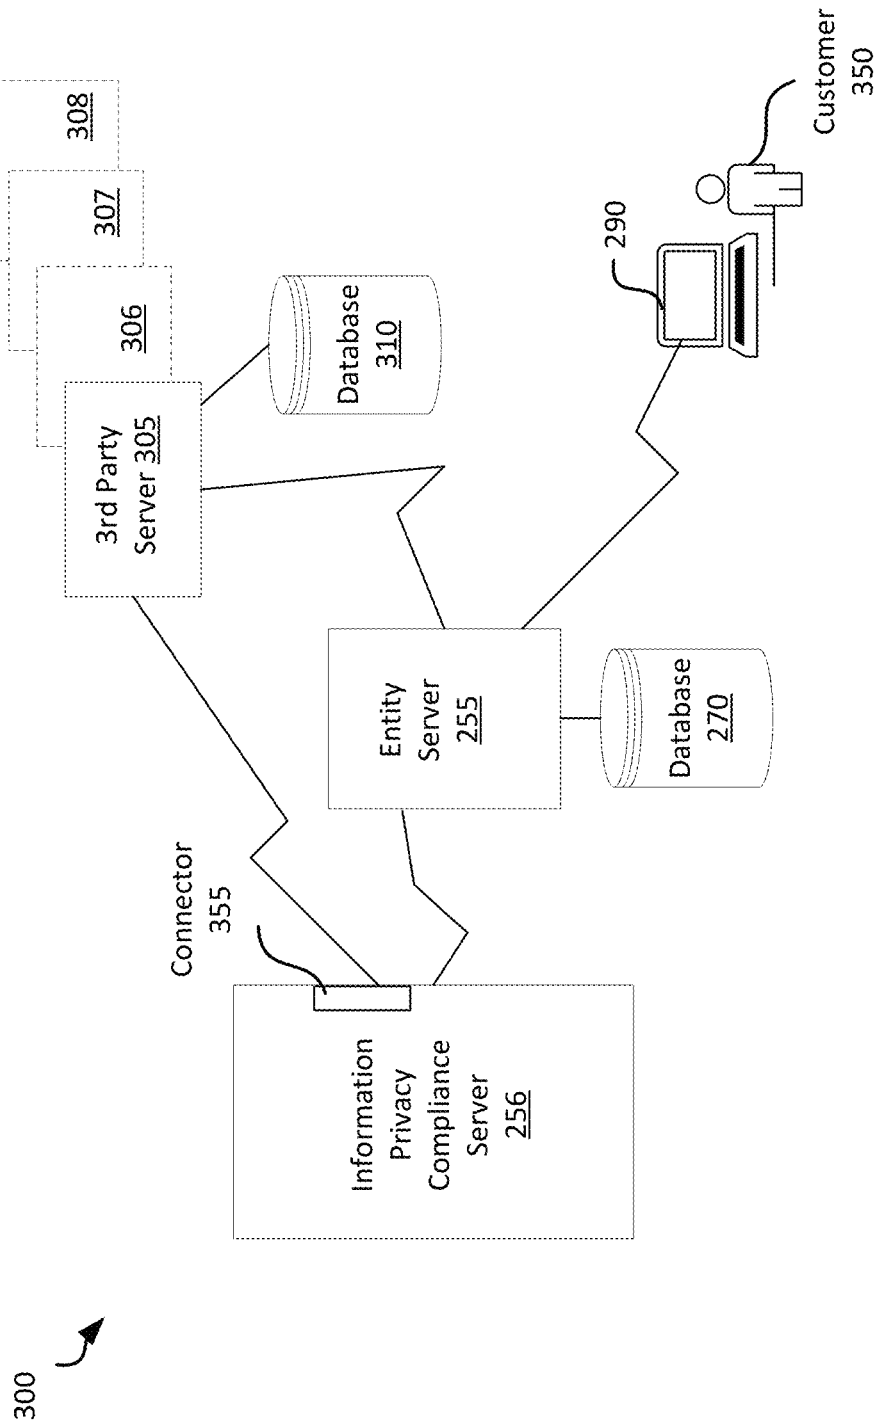 300
Information
Privacy
Compliance
Server
256
Connector
355
Entity
Server
255
Database
270
3rd Party
Server 305
306
307
308
Database
310
290
Customer
350